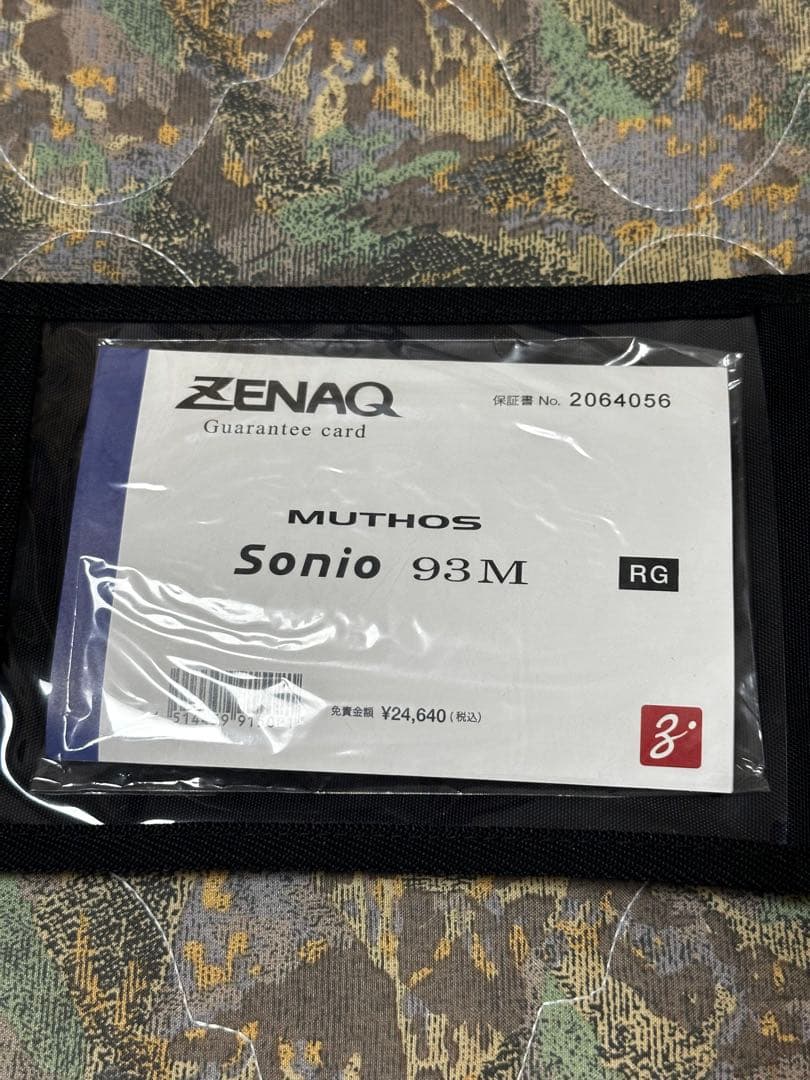 ZENAQ
Guarantee card
保証書 No. 2064056
MUTHOS
Sonio 93M
RG
免責金額 ¥24,640(税込)